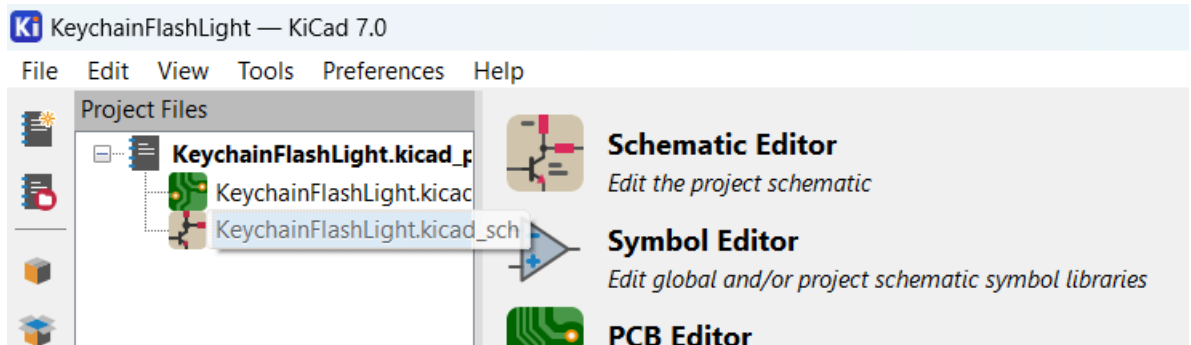 Ki KeychainFlashLight — KiCad 7.0
File Edit View Tools Preferences Help
Project Files
KeychainFlashLight.kicad_p
KeychainFlashLight.kicad
KeychainFlashLight.kicad_sch
Schematic Editor
Edit the project schematic
Symbol Editor
Edit global and/or project schematic symbol libraries
PCB Editor